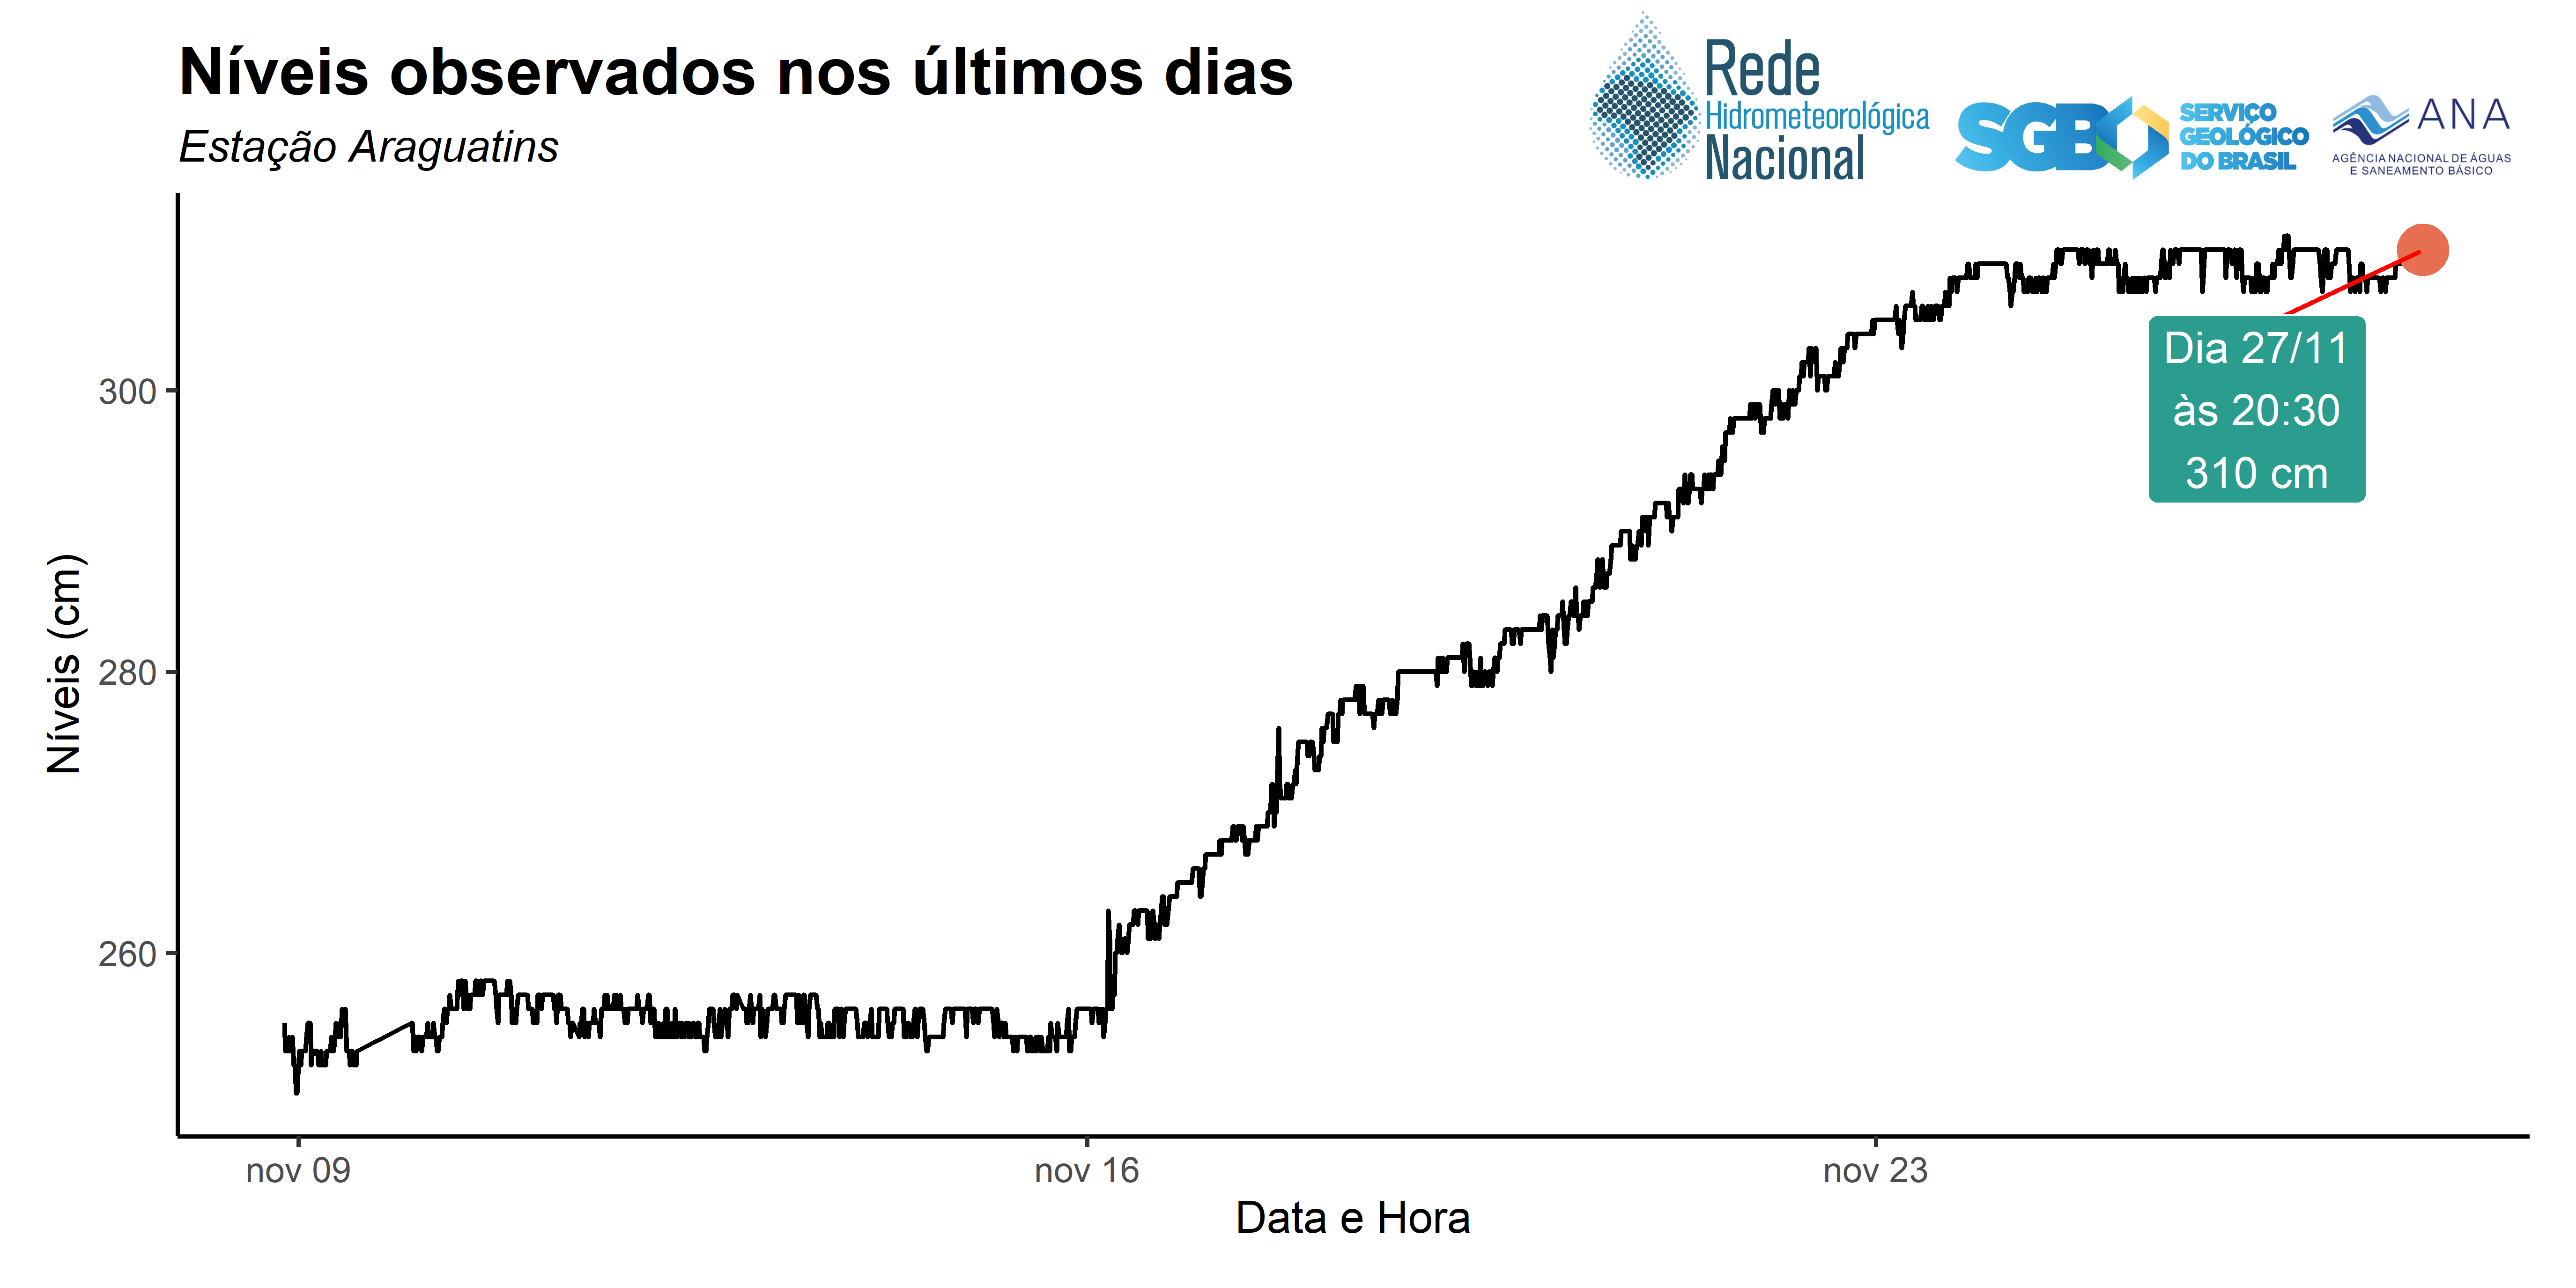 Níveis observados nos últimos dias
Estação Araguatins
Rede
Hidrometeorológica
Nacional
SGB
SERVIÇO
GEOLÓGICO
DO BRASIL
ANA
AGÊNCIA NACIONAL DE ÁGUAS
E SANEAMENTO BÁSICO
Níveis (cm)
300
280
260
Dia 27/11
às 20:30
310 cm
nov 09
nov 16
nov 23
Data e Hora